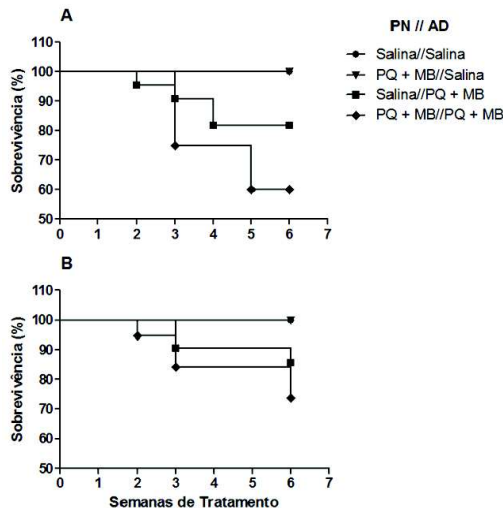 A
PN // AD
Salina//Salina
PQ + MB//Salina
Salina//PQ + MB
PQ + MB//PQ + MB
110
100
90
80
70
60
50
Sobrevivência (%)
0 1 2 3 4 5 6 7
B
110
100
90
80
70
60
50
Sobrevivência (%)
0 1 2 3 4 5 6 7
Semanas de Tratamento